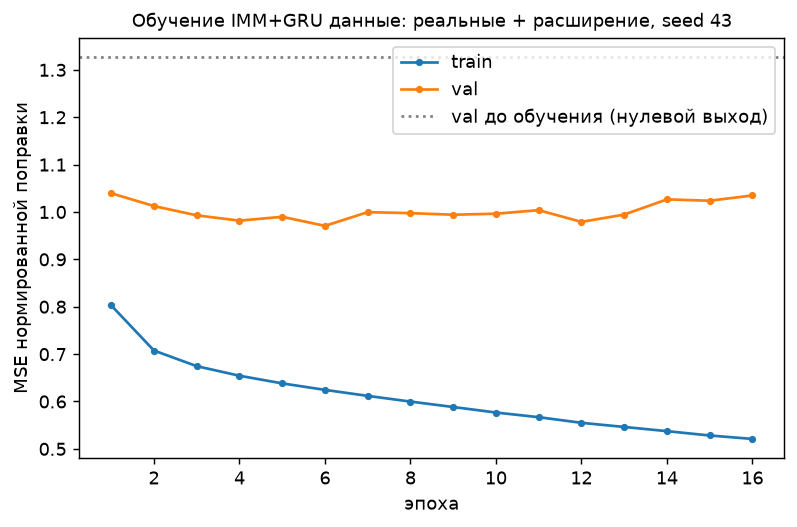 Обучение IMM+GRU данные: реальные + расширение, seed 43
train
val
val до обучения (нулевой выход)
MSE нормированной поправки
1.3
1.2
1.1
1.0
0.9
0.8
0.7
0.6
0.5
2 4 6 8 10 12 14 16
эпоха